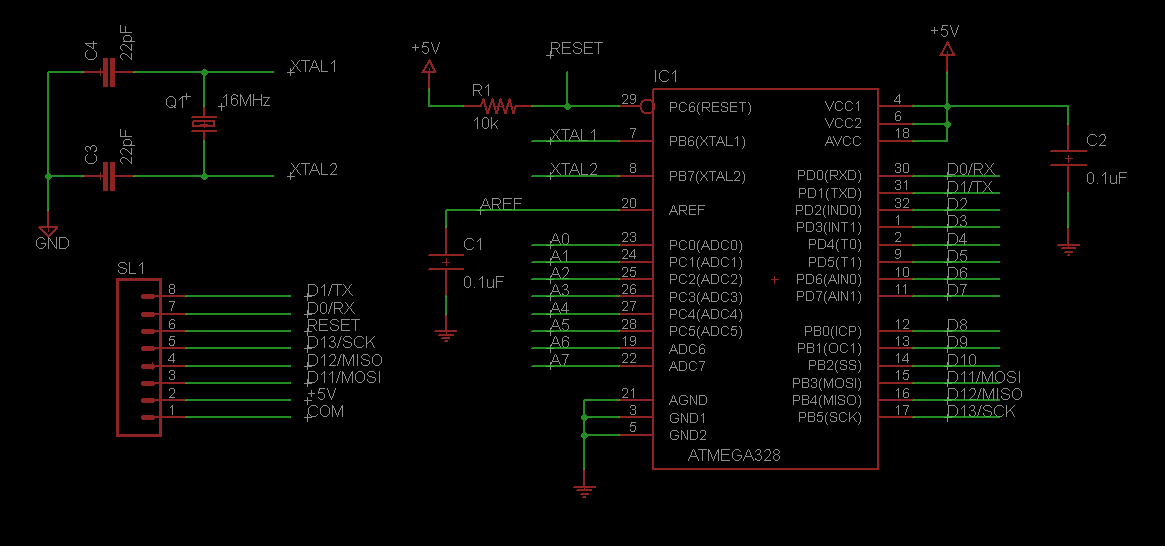 C4
22pF
XTAL1
Q1
16MHz
C3
22pF
XTAL2
GND
SL1
8 D1/TX
7 D0/RX
6 RESET
5 D13/SCK
4 D12/MISO
3 D11/MOSI
2 +5V
1 COM
+5V
RESET
R1
10k
IC1
29 PC6(RESET)
XTAL1 7 PB6(XTAL1)
XTAL2 8 PB7(XTAL2)
AREF 20 AREF
C1
0.1uF
A0 23 PC0(ADC0)
A1 24 PC1(ADC1)
A2 25 PC2(ADC2)
A3 26 PC3(ADC3)
A4 27 PC4(ADC4)
A5 28 PC5(ADC5)
A6 19 ADC6
A7 22 ADC7
21 AGND
3 GND1
5 GND2
ATMEGA328
+5V
VCC1 4
VCC2 6
AVCC 18
C2
0.1uF
PD0(RXD) 30 D0/RX
PD1(TXD) 31 D1/TX
PD2(IND0) 32 D2
PD3(INT1) 1 D3
PD4(T0) 2 D4
PD5(T1) 9 D5
PD6(AIN0) 10 D6
PD7(AIN1) 11 D7
PB0(ICP) 12 D8
PB1(OC1) 13 D9
PB2(SS) 14 D10
PB3(MOSI) 15 D11/MOSI
PB4(MISO) 16 D12/MISO
PB5(SCK) 17 D13/SCK